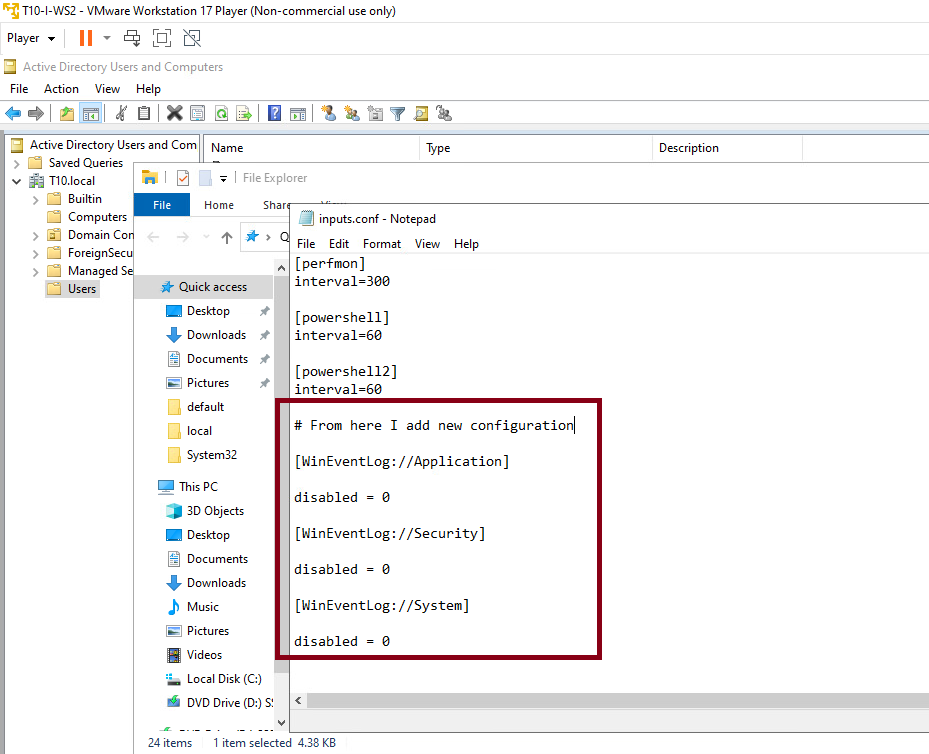 T10-I-WS2 - VMware Workstation 17 Player (Non-commercial use only)
Player
Active Directory Users and Computers
File Action View Help
Active Directory Users and Com
Saved Queries
T10.local
Builtin
Computers
Domain Con
ForeignSecu
Managed Se
Users
Name Type Description
File Explorer
File Home Share
Quick access
Desktop
Downloads
Documents
Pictures
default
local
System32
This PC
3D Objects
Desktop
Documents
Downloads
Music
Pictures
Videos
Local Disk (C:)
DVD Drive (D:) SS
24 items 1 item selected 4.38 KB
inputs.conf - Notepad
File Edit Format View Help
[perfmon]
interval=300
[powershell]
interval=60
[powershell2]
interval=60
# From here I add new configuration
[WinEventLog://Application]
disabled = 0
[WinEventLog://Security]
disabled = 0
[WinEventLog://System]
disabled = 0